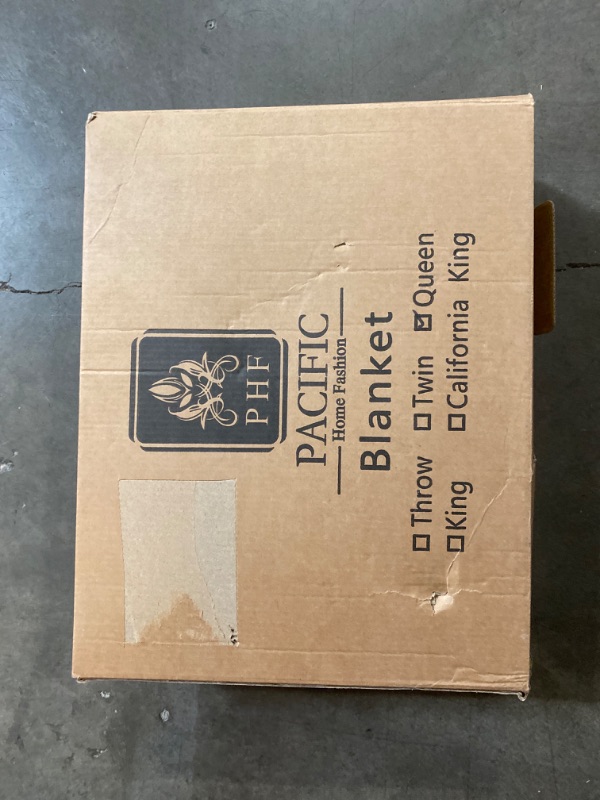 PHF
PACIFIC
Home Fashion
Blanket
☐Throw ☐Twin ☑Queen
☐King ☐California King